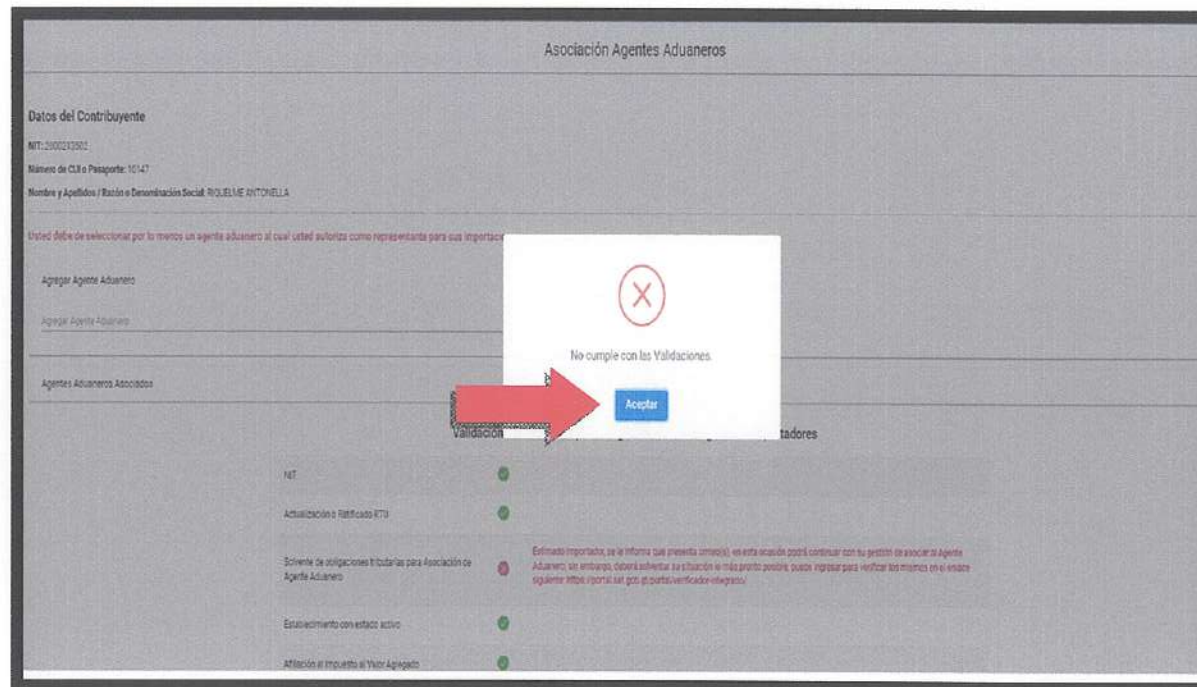 Asociación Agentes Aduaneros
Datos del Contribuyente
NIT:
Número de CUI o Pasaporte: 10147
Nombre y Apellidos / Razón o Denominación Social: RIQUELME ANTONELLA
Usted debe de seleccionar por lo menos un agente aduanero al cual usted autoriza como representante para sus
Agregar Agente Aduanero
Agregar Agente Aduanero
No cumple con las Validaciones.
Aceptar
Agentes Aduaneros Asociados
NIT
Actualización o Ratificado RTU
Solvente de obligaciones tributarias para Asociación de
Agente Aduanero
Estimado Importador, se le informa que presenta omiso(s), en esta ocasión podrá continuar con su gestión de asociar al Agente
Aduanero, sin embargo, deberá solventar su situación lo más pronto posible, puede ingresar para verificar los mismos en el enlace
siguiente: https://portal.sat.gob.gt/portal/verificador-integrado/
Establecimiento con estado activo
Afiliación al Impuesto al Valor Agregado